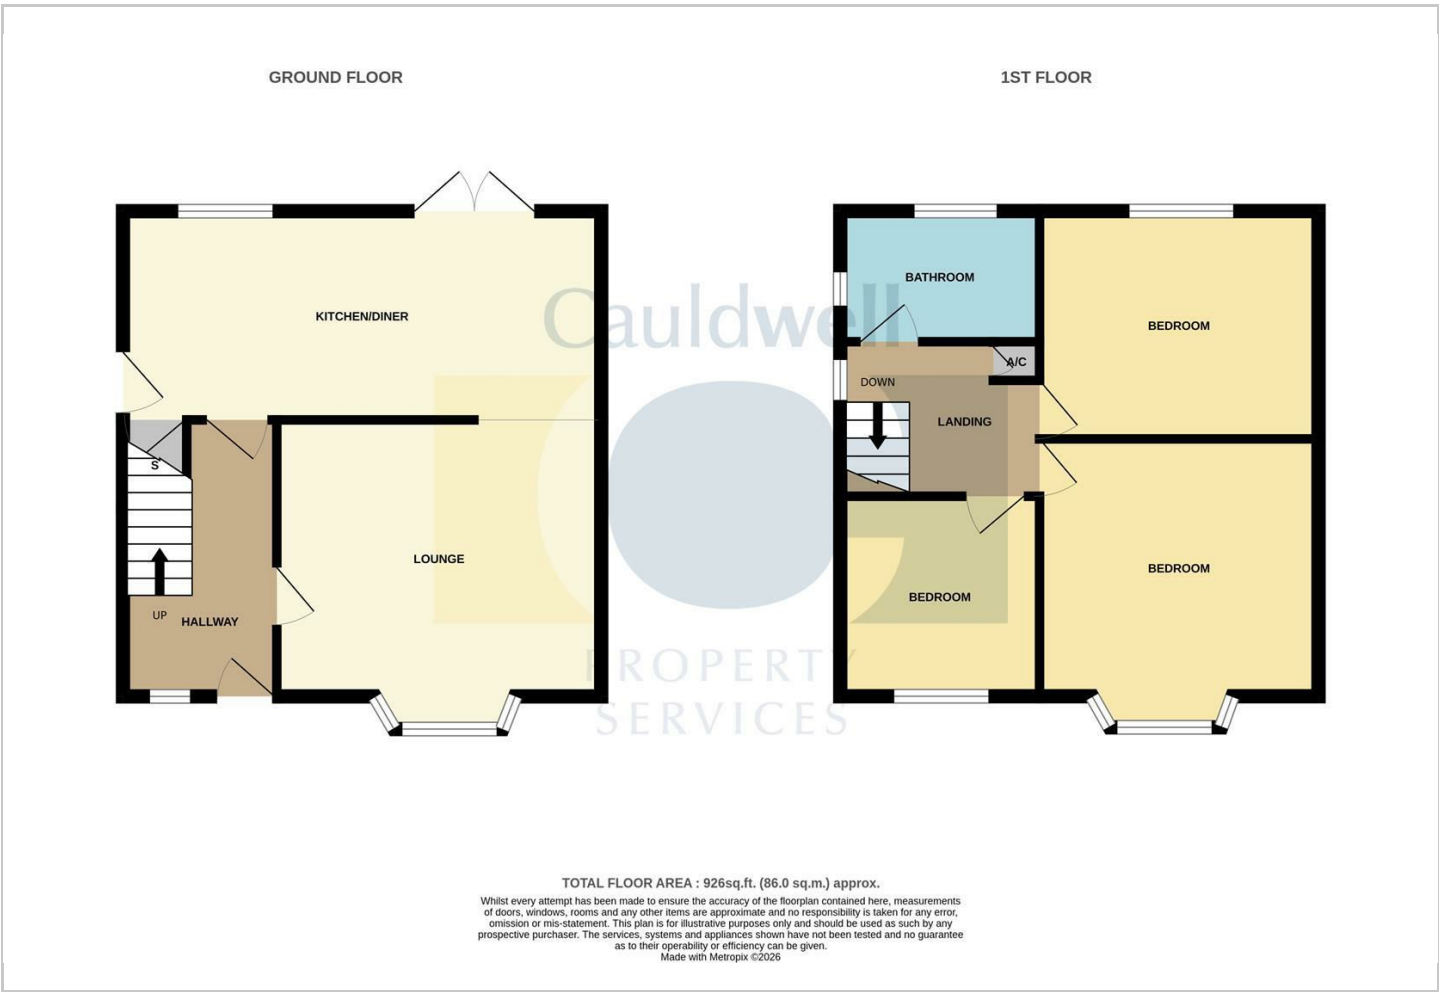 GROUND FLOOR
1ST FLOOR
KITCHEN/DINER
S
UP
HALLWAY
LOUNGE
BATHROOM
BEDROOM
A/C
DOWN
LANDING
BEDROOM
BEDROOM
Cauldwell
PROPERTY
SERVICES
TOTAL FLOOR AREA : 926sq.ft. (86.0 sq.m.) approx.
Whilst every attempt has been made to ensure the accuracy of the floorplan contained here, measurements
of doors, windows, rooms and any other items are approximate and no responsibility is taken for any error,
omission or mis-statement. This plan is for illustrative purposes only and should be used as such by any
prospective purchaser. The services, systems and appliances shown have not been tested and no guarantee
as to their operability or efficiency can be given.
Made with Metropix ©2026